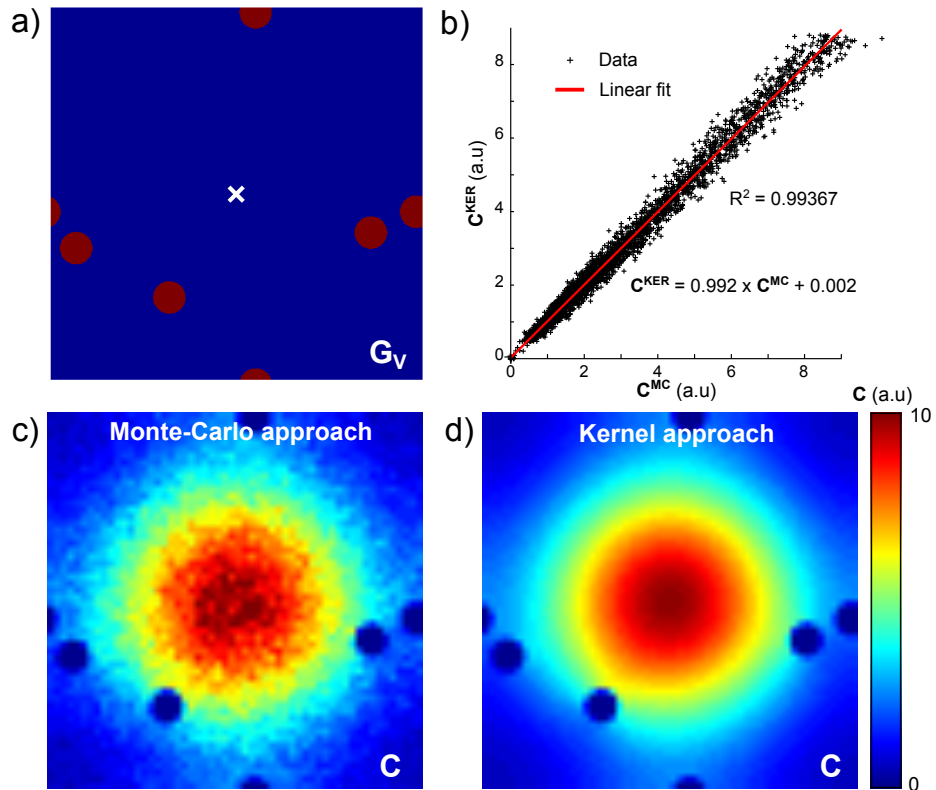 a)
G_V
b)
C^KER (a.u)
8
6
4
2
0
Data
Linear fit
R² = 0.99367
C^KER = 0.992 x C^MC + 0.002
0 2 4 6 8
C^MC (a.u)
c)
Monte-Carlo approach
C
d)
Kernel approach
C
C (a.u)
10
0